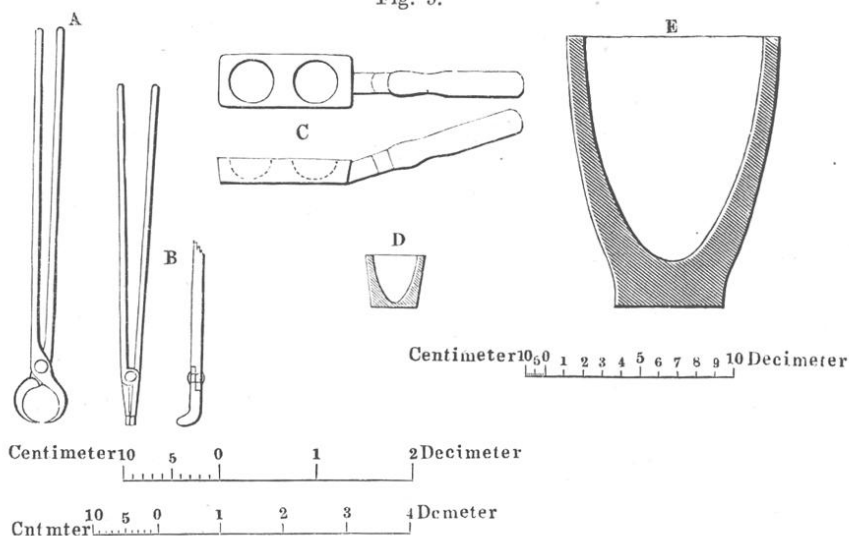 Fig. 9.
A
E
C
B
D
Centimeter 10 5 0 1 2 3 4 5 6 7 8 9 10 Decimeter
Centimeter 10 5 0 1 2 Decimeter
Cntmter 10 5 0 1 2 3 4 Dcmeter